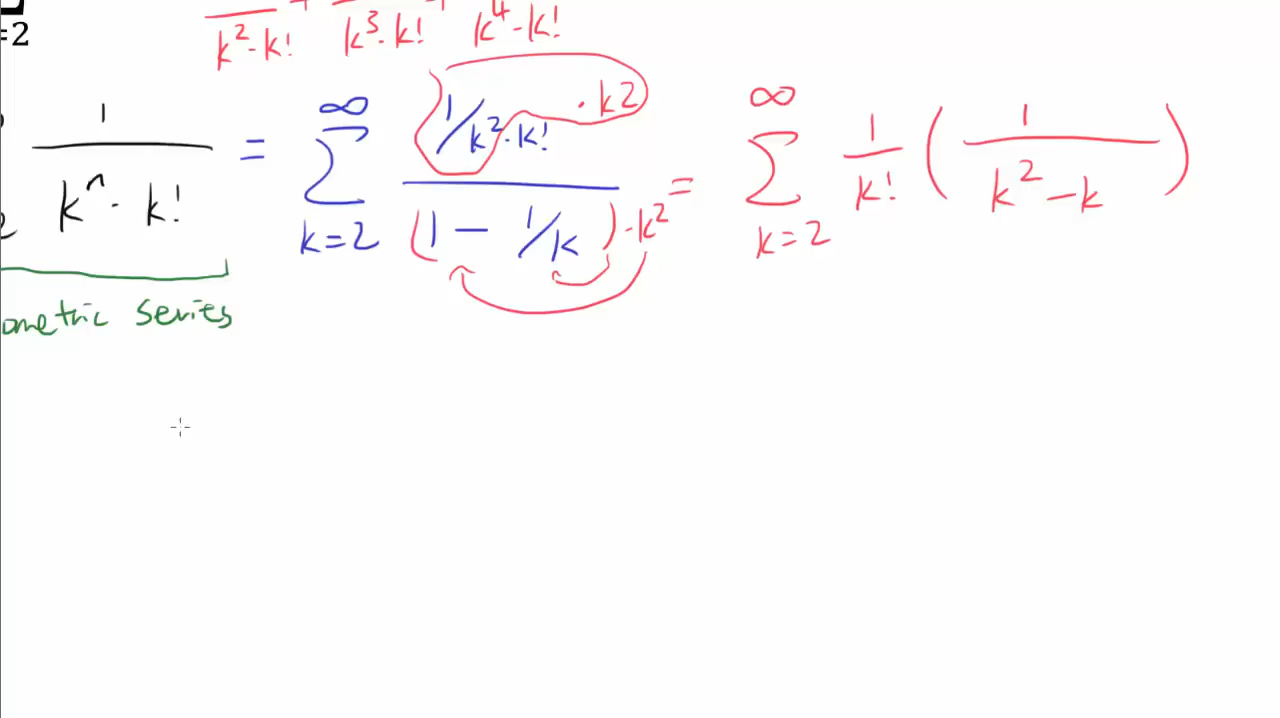 =2
k²·k! + k³·k! + k⁴·k!
1/(kⁿ·k!) = ∞∑k=2 (1/k²·k! ·k2)/((1 − 1/k)·k²) = ∞∑k=2 1/k! (1/(k²−k))
ometric series